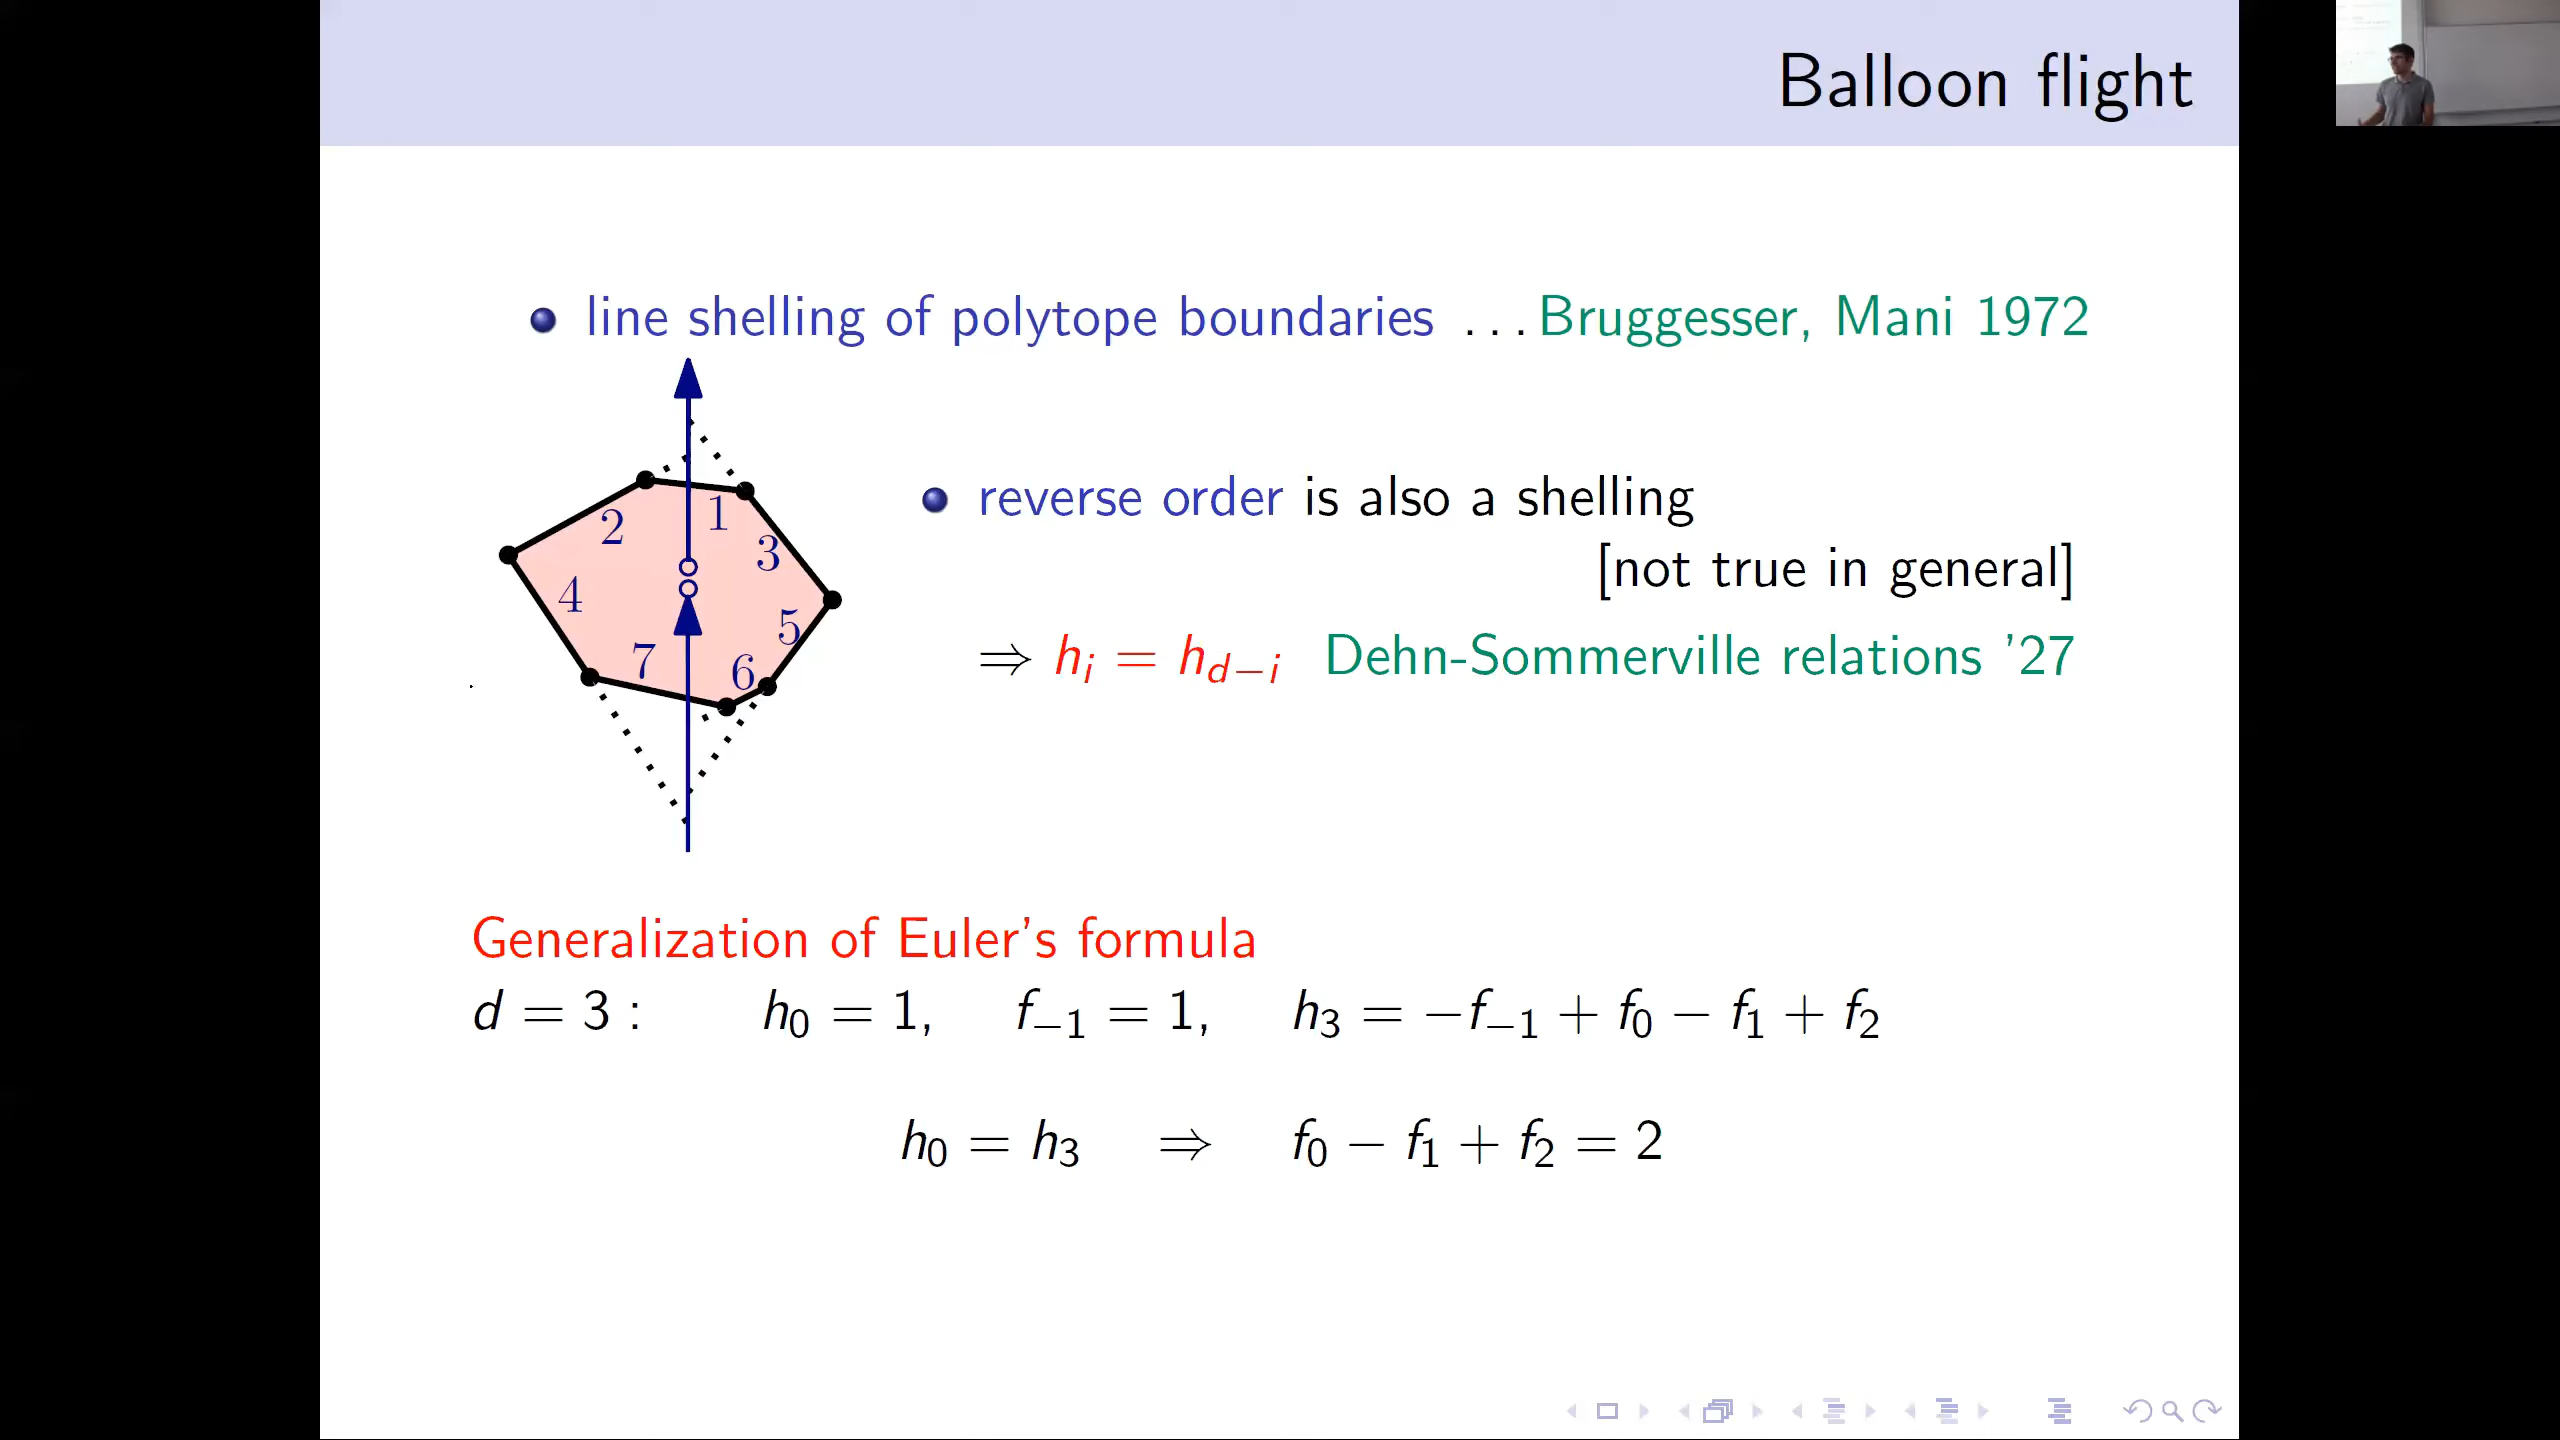 Balloon flight
line shelling of polytope boundaries ... Bruggesser, Mani 1972
reverse order is also a shelling
[not true in general]
⇒ h_i = h_{d−i} Dehn-Sommerville relations '27
2 1
3
4
5
7 6
Generalization of Euler's formula
d = 3 : h_0 = 1, f_{−1} = 1, h_3 = −f_{−1} + f_0 − f_1 + f_2
h_0 = h_3 ⇒ f_0 − f_1 + f_2 = 2